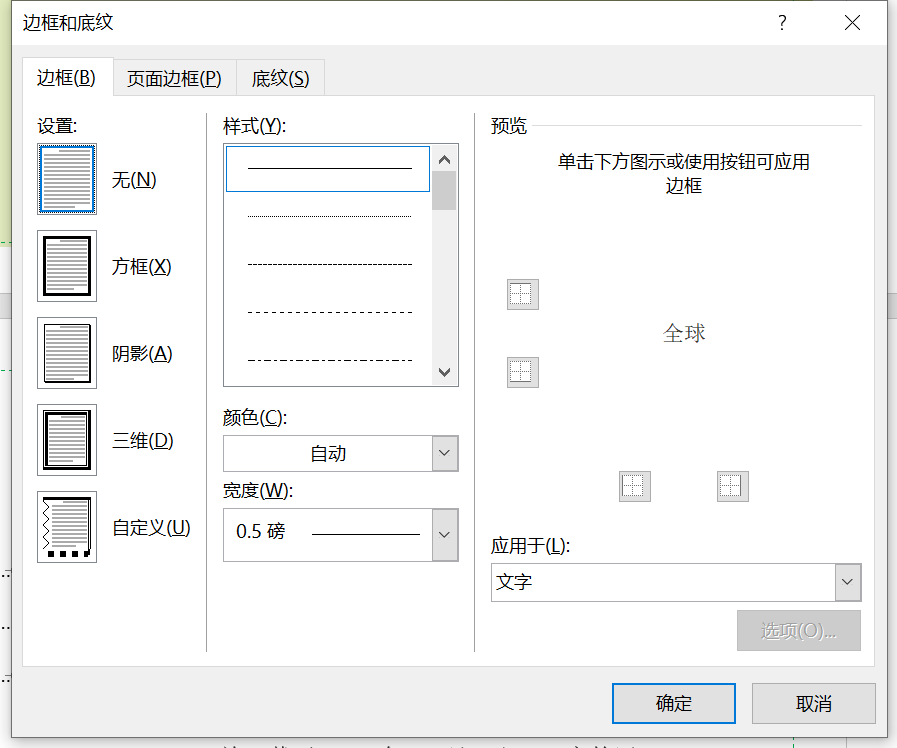 边框和底纹
?
边框(B)
页面边框(P)
底纹(S)
设置:
无(N)
方框(X)
阴影(A)
三维(D)
自定义(U)
样式(Y):
颜色(C):
自动
宽度(W):
0.5 磅
预览
单击下方图示或使用按钮可应用
边框
全球
应用于(L):
文字
选项(O)...
确定
取消